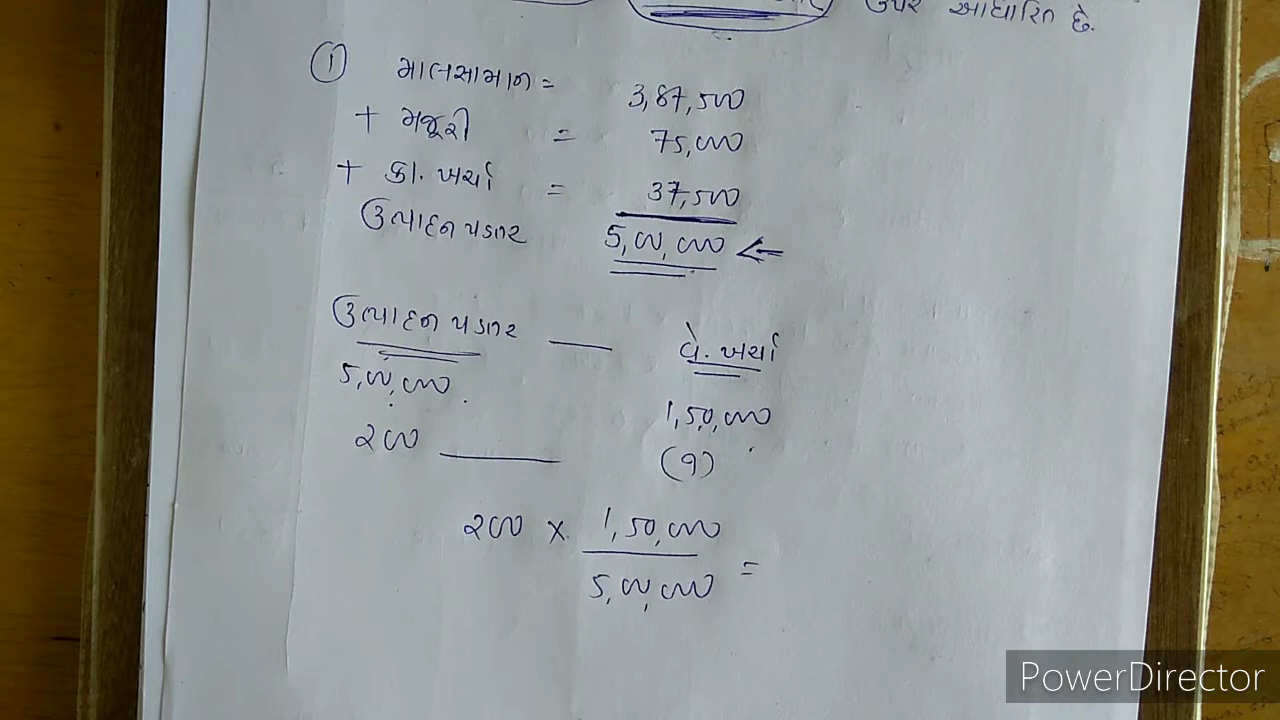 ઉપર આધારિત છે.
① માલસામાન = 3,87,500
+ મજૂરી = 75,000
+ કા. ખર્ચા = 37,500
ઉત્પાદન પડતર 5,00,000 ←
ઉત્પાદન પડતર — વે. ખર્ચા
5,00,000 1,50,000
200 — (?)
200 × 1,50,000
5,00,000 =
PowerDirector